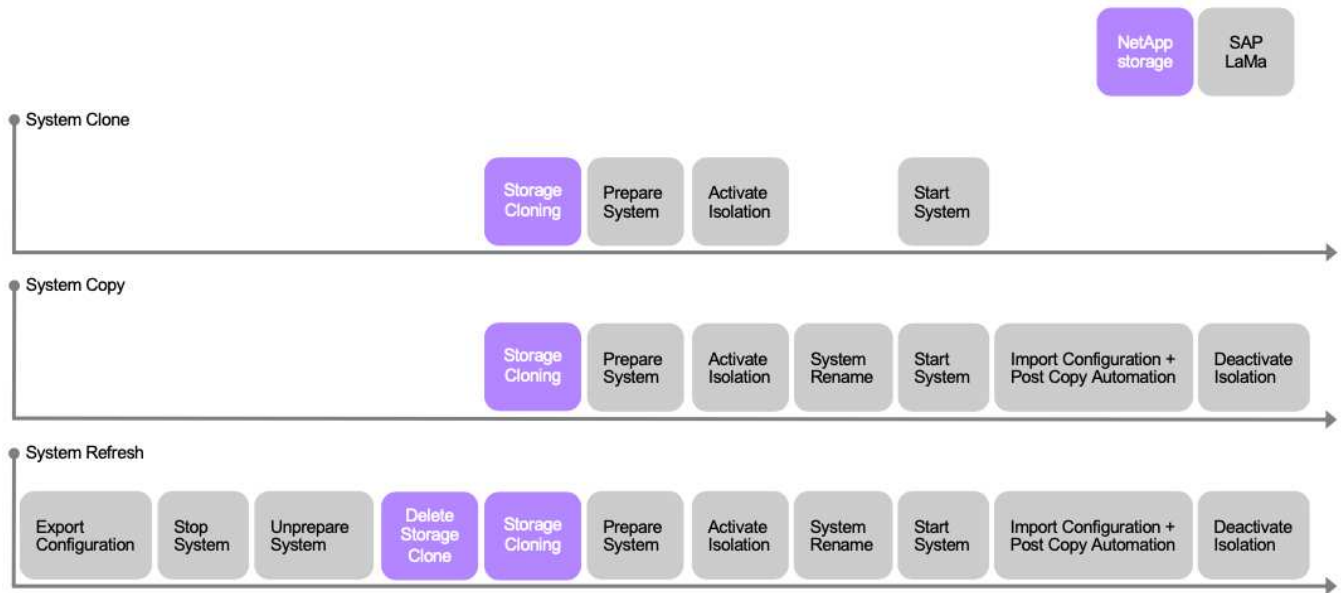 NetApp
storage
SAP
LaMa
System Clone
Storage
Cloning
Prepare
System
Activate
Isolation
Start
System
System Copy
Storage
Cloning
Prepare
System
Activate
Isolation
System
Rename
Start
System
Import Configuration +
Post Copy Automation
Deactivate
Isolation
System Refresh
Export
Configuration
Stop
System
Unprepare
System
Delete
Storage
Clone
Storage
Cloning
Prepare
System
Activate
Isolation
System
Rename
Start
System
Import Configuration +
Post Copy Automation
Deactivate
Isolation